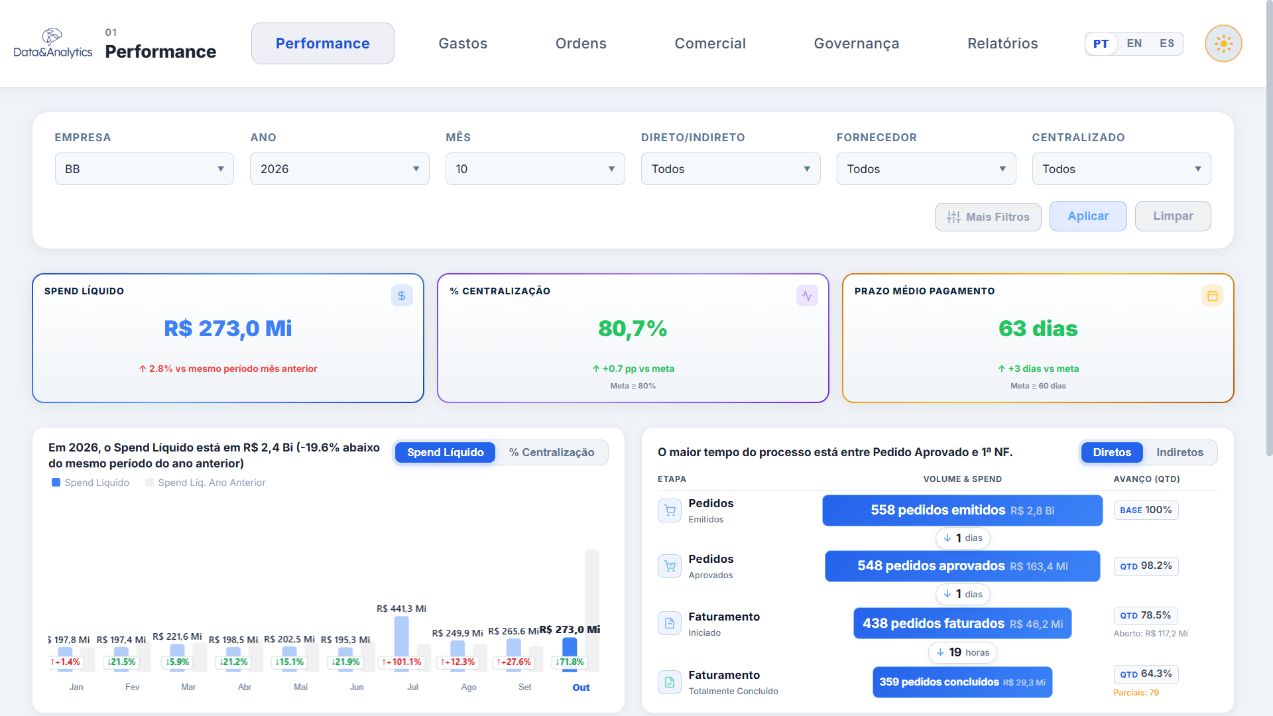 Data&Analytics
01
Performance
Performance
Gastos
Ordens
Comercial
Governança
Relatórios
PT EN ES
EMPRESA
ANO
MÊS
DIRETO/INDIRETO
FORNECEDOR
CENTRALIZADO
BB
2026
10
Todos
Todos
Todos
Mais Filtros
Aplicar
Limpar
SPEND LÍQUIDO
$
R$ 273,0 Mi
↑ 2.8% vs mesmo período mês anterior
% CENTRALIZAÇÃO
80,7%
↑ +0.7 pp vs meta
Meta ≥ 80%
PRAZO MÉDIO PAGAMENTO
63 dias
↑ +3 dias vs meta
Meta ≥ 60 dias
Em 2026, o Spend Líquido está em R$ 2,4 Bi (-19.6% abaixo
do mesmo período do ano anterior)
Spend Líquido
% Centralização
Spend Líquido
Spend Líq. Ano Anterior
$ 197,8 Mi
R$ 197,4 Mi
R$ 221,6 Mi
R$ 198,5 Mi
R$ 202,5 Mi
R$ 195,3 Mi
R$ 441,3 Mi
R$ 249,9 Mi
R$ 265,6 Mi
R$ 273,0 Mi
↑+1.4%
↓21.5%
↓5.9%
↓21.2%
↓15.1%
↓21.9%
↑+101.1%
↑+12.3%
↑+27.6%
↓71.8%
Jan
Fev
Mar
Abr
Mai
Jun
Jul
Ago
Set
Out
O maior tempo do processo está entre Pedido Aprovado e 1ª NF.
Diretos
Indiretos
ETAPA
VOLUME & SPEND
AVANÇO (QTD)
Pedidos
Emitidos
558 pedidos emitidos R$ 2,8 Bi
BASE 100%
↓ 1 dias
Pedidos
Aprovados
548 pedidos aprovados R$ 163,4 Mi
QTD 98.2%
↓ 1 dias
Faturamento
Iniciado
438 pedidos faturados R$ 46,2 Mi
QTD 78.5%
Aberto: R$ 117,2 Mi
↓ 19 horas
Faturamento
Totalmente Concluído
359 pedidos concluídos R$ 29,3 Mi
QTD 64.3%
Parciais: 79